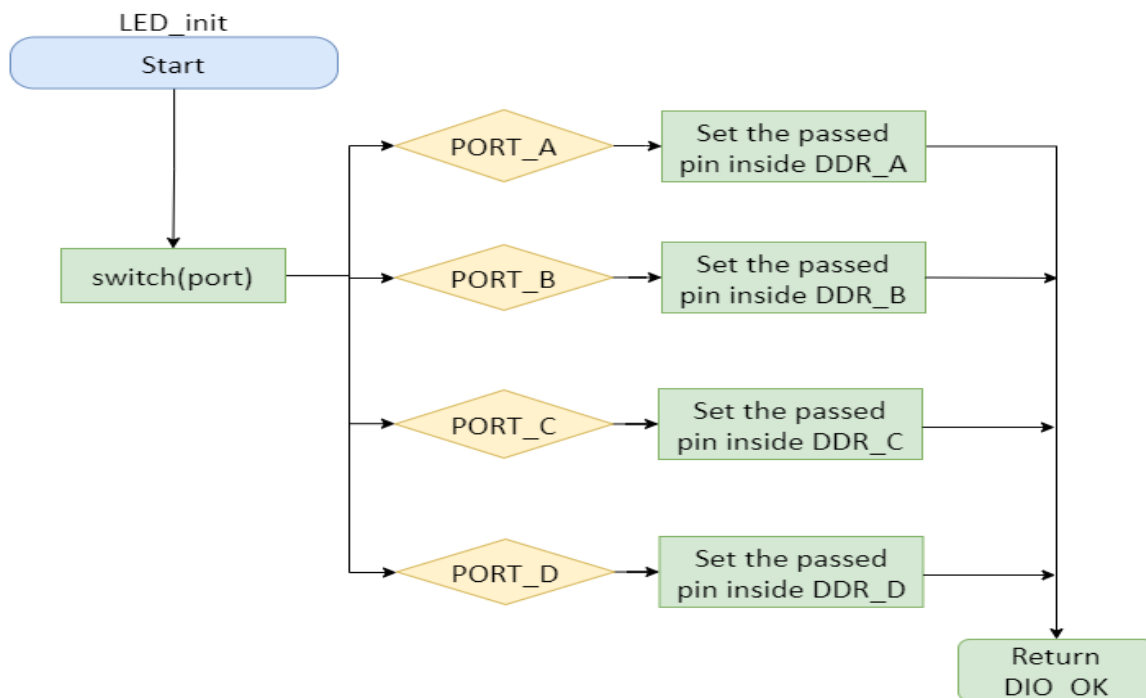 LED_init
Start
switch(port)
PORT_A
Set the passed
pin inside DDR_A
PORT_B
Set the passed
pin inside DDR_B
PORT_C
Set the passed
pin inside DDR_C
PORT_D
Set the passed
pin inside DDR_D
Return
DIO_OK